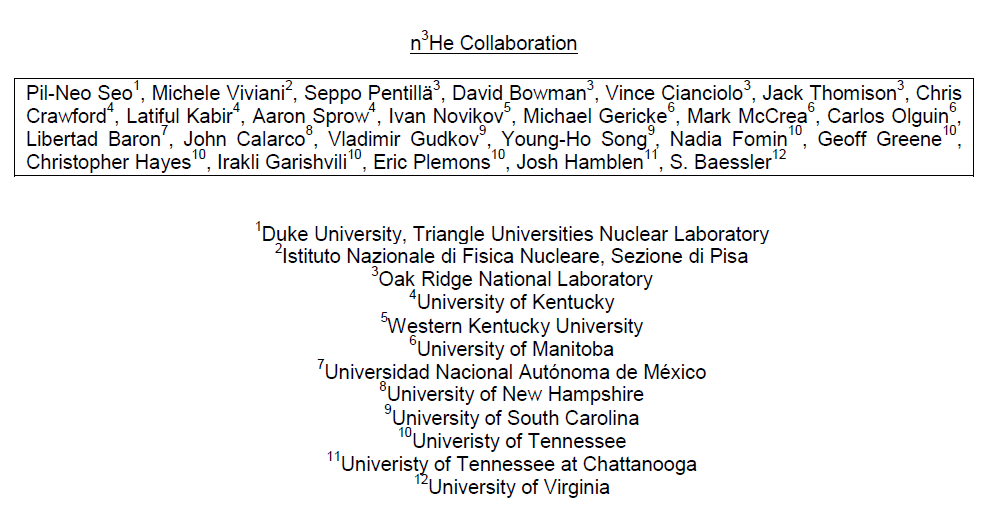 n³He Collaboration
Pil-Neo Seo¹, Michele Viviani², Seppo Pentillä³, David Bowman³, Vince Cianciolo³, Jack Thomison³, Chris
Crawford⁴, Latiful Kabir⁴, Aaron Sprow⁴, Ivan Novikov⁵, Michael Gericke⁶, Mark McCrea⁶, Carlos Olguin⁶,
Libertad Baron⁷, John Calarco⁸, Vladimir Gudkov⁹, Young-Ho Song⁹, Nadia Fomin¹⁰, Geoff Greene¹⁰,
Christopher Hayes¹⁰, Irakli Garishvili¹⁰, Eric Plemons¹⁰, Josh Hamblen¹¹, S. Baessler¹²
¹Duke University, Triangle Universities Nuclear Laboratory
²Istituto Nazionale di Fisica Nucleare, Sezione di Pisa
³Oak Ridge National Laboratory
⁴University of Kentucky
⁵Western Kentucky University
⁶University of Manitoba
⁷Universidad Nacional Autónoma de México
⁸University of New Hampshire
⁹University of South Carolina
¹⁰Univeristy of Tennessee
¹¹Univeristy of Tennessee at Chattanooga
¹²University of Virginia